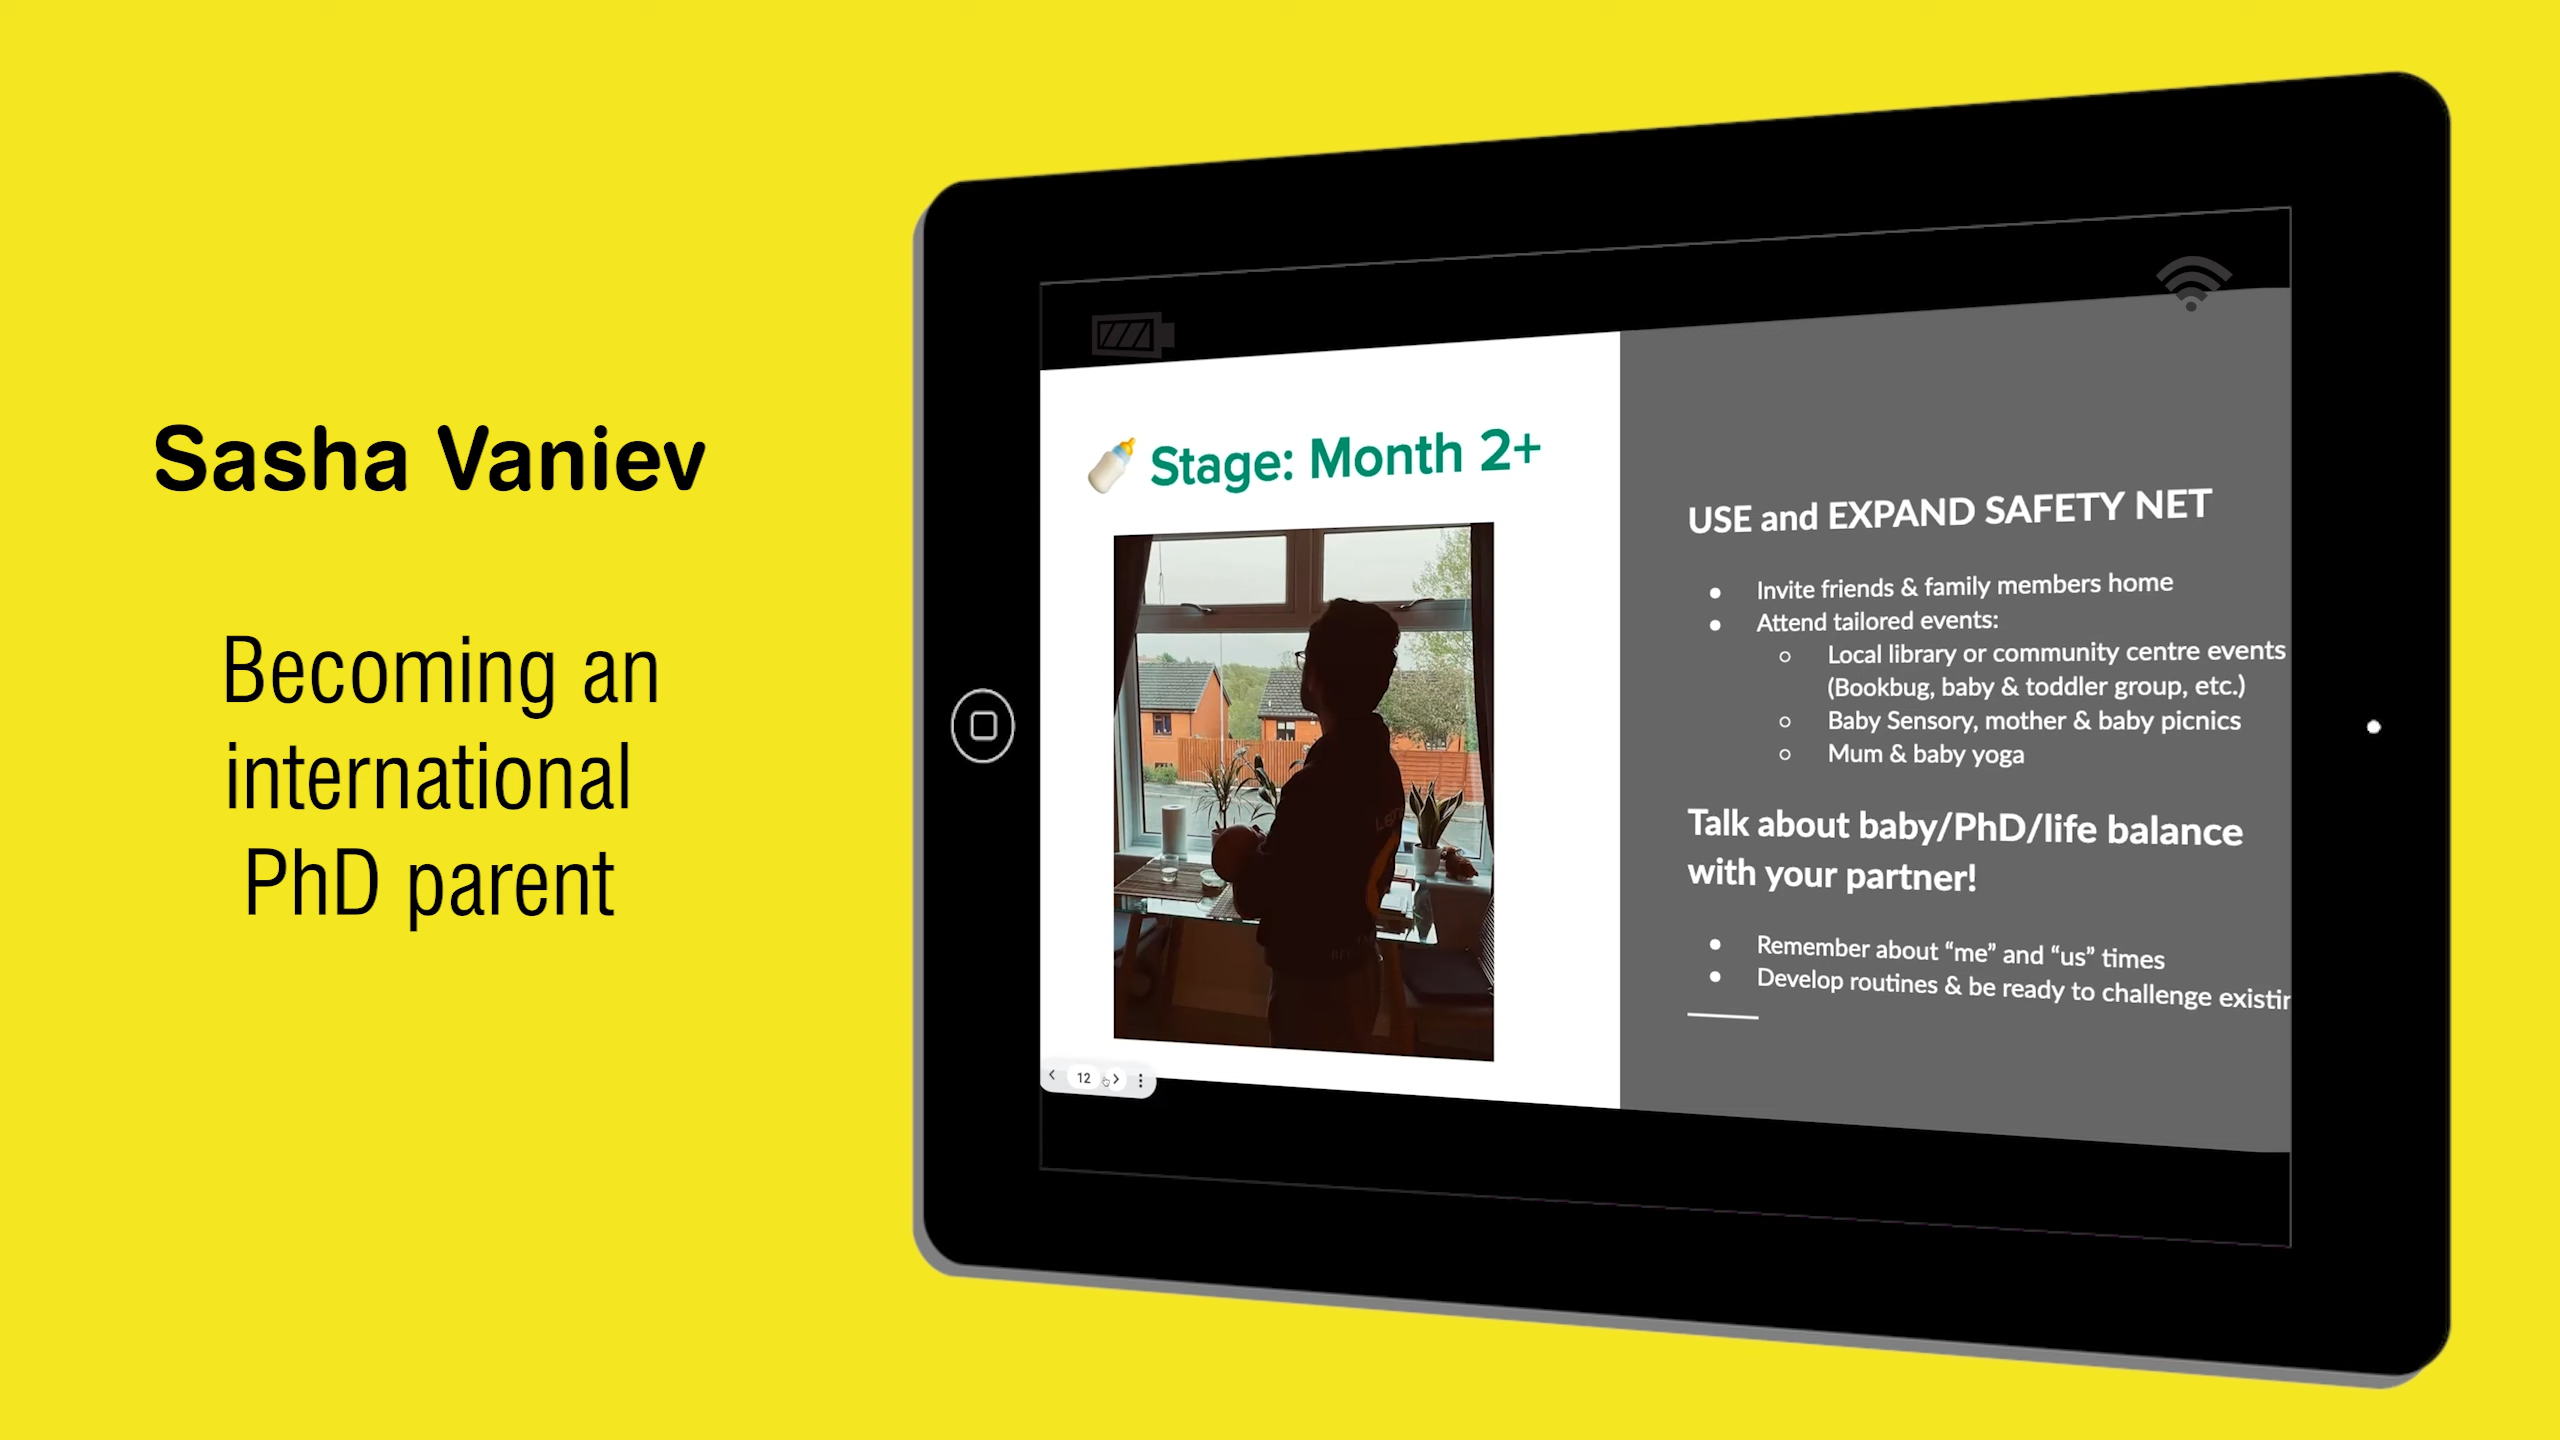 Sasha Vaniev
Becoming an
international
PhD parent
Stage: Month 2+
USE and EXPAND SAFETY NET
Invite friends & family members home
Attend tailored events:
Local library or community centre events
(Bookbug, baby & toddler group, etc.)
Baby Sensory, mother & baby picnics
Mum & baby yoga
Talk about baby/PhD/life balance
with your partner!
Remember about “me” and “us” times
Develop routines & be ready to challenge
12